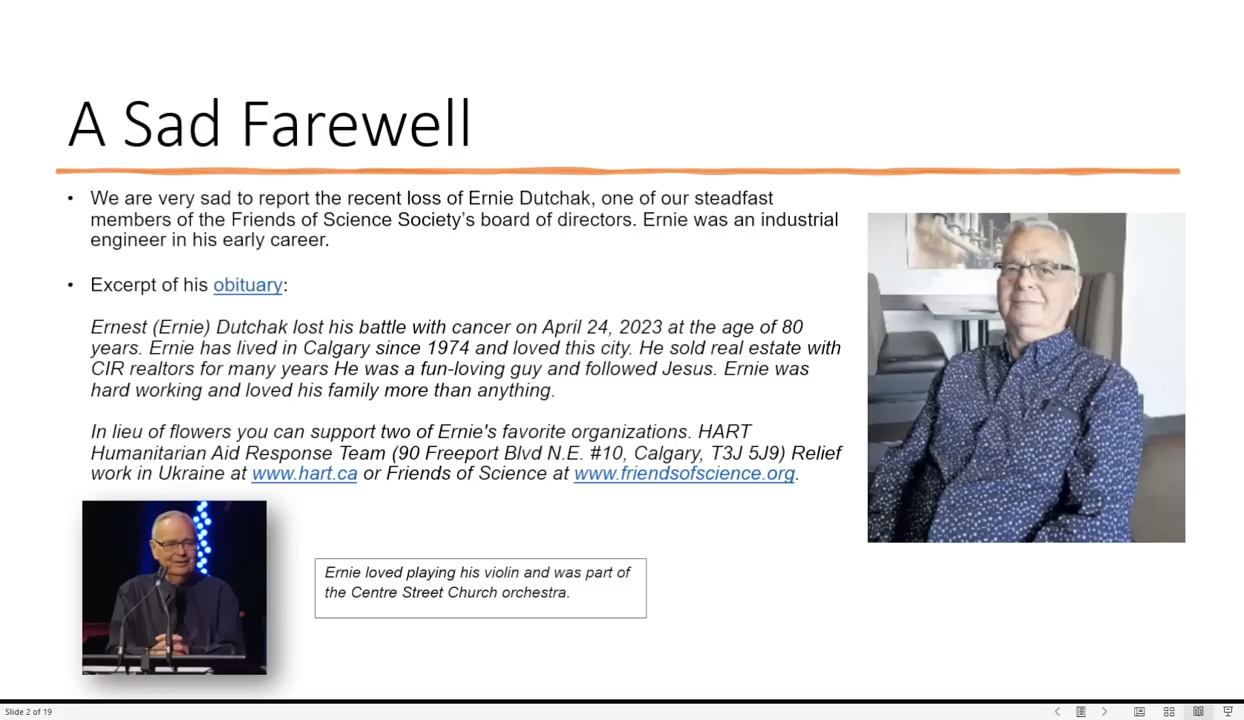 A Sad Farewell
• We are very sad to report the recent loss of Ernie Dutchak, one of our steadfast
members of the Friends of Science Society's board of directors. Ernie was an industrial
engineer in his early career.
• Excerpt of his obituary:
Ernest (Ernie) Dutchak lost his battle with cancer on April 24, 2023 at the age of 80
years. Ernie has lived in Calgary since 1974 and loved this city. He sold real estate with
CIR realtors for many years He was a fun-loving guy and followed Jesus. Ernie was
hard working and loved his family more than anything.
In lieu of flowers you can support two of Ernie's favorite organizations. HART
Humanitarian Aid Response Team (90 Freeport Blvd N.E. #10, Calgary, T3J 5J9) Relief
work in Ukraine at www.hart.ca or Friends of Science at www.friendsofscience.org.
Ernie loved playing his violin and was part of
the Centre Street Church orchestra.
Slide 2 of 19